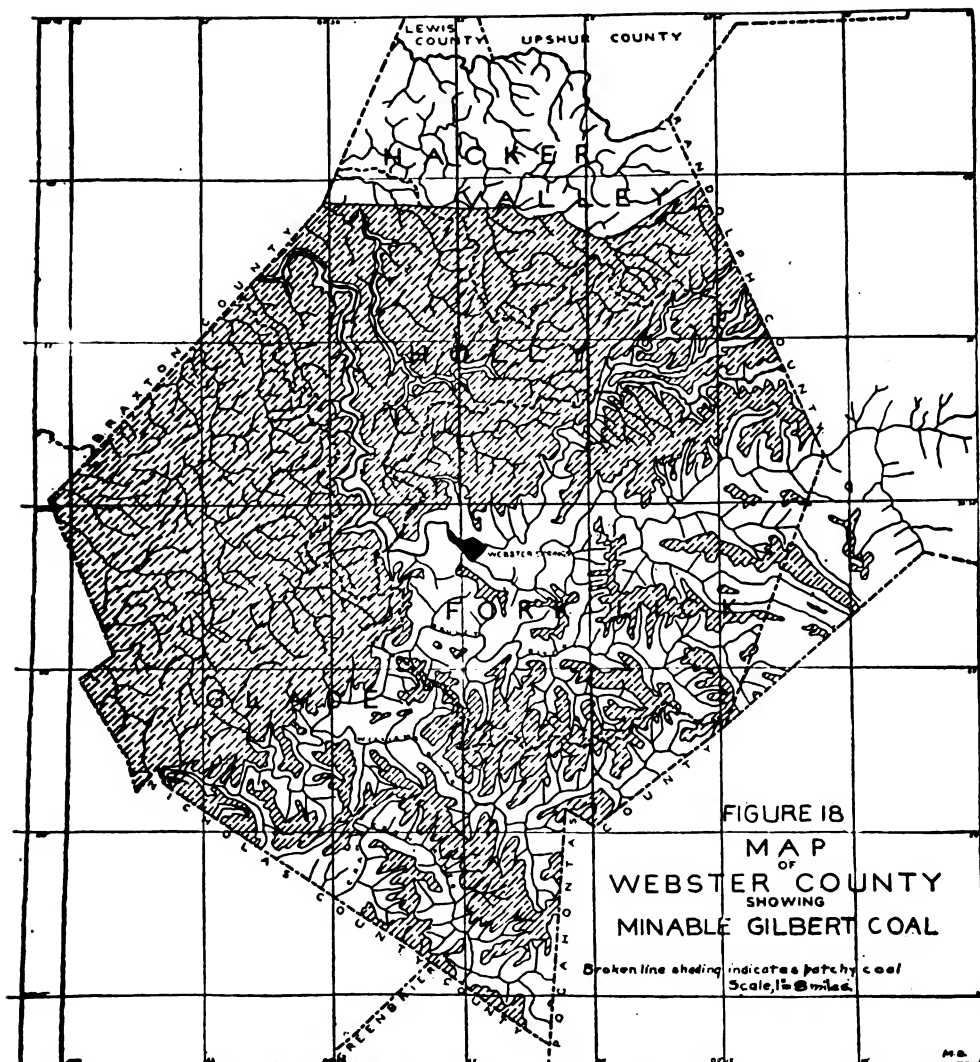 LEWIS
COUNTY
UPSHUR COUNTY
HACKER
VALLEY
RANDOLPH COUNTY
BRAXTON COUNTY
HOLLY
WEBSTER SPRINGS
FORK LICK
GLADE
NICHOLAS COUNTY
POCAHONTAS
COUNTY
GREENBRIER COUNTY
FIGURE 18
MAP
OF
WEBSTER COUNTY
SHOWING
MINABLE GILBERT COAL
Broken line shading indicates patchy coal
Scale, 1"=8 miles